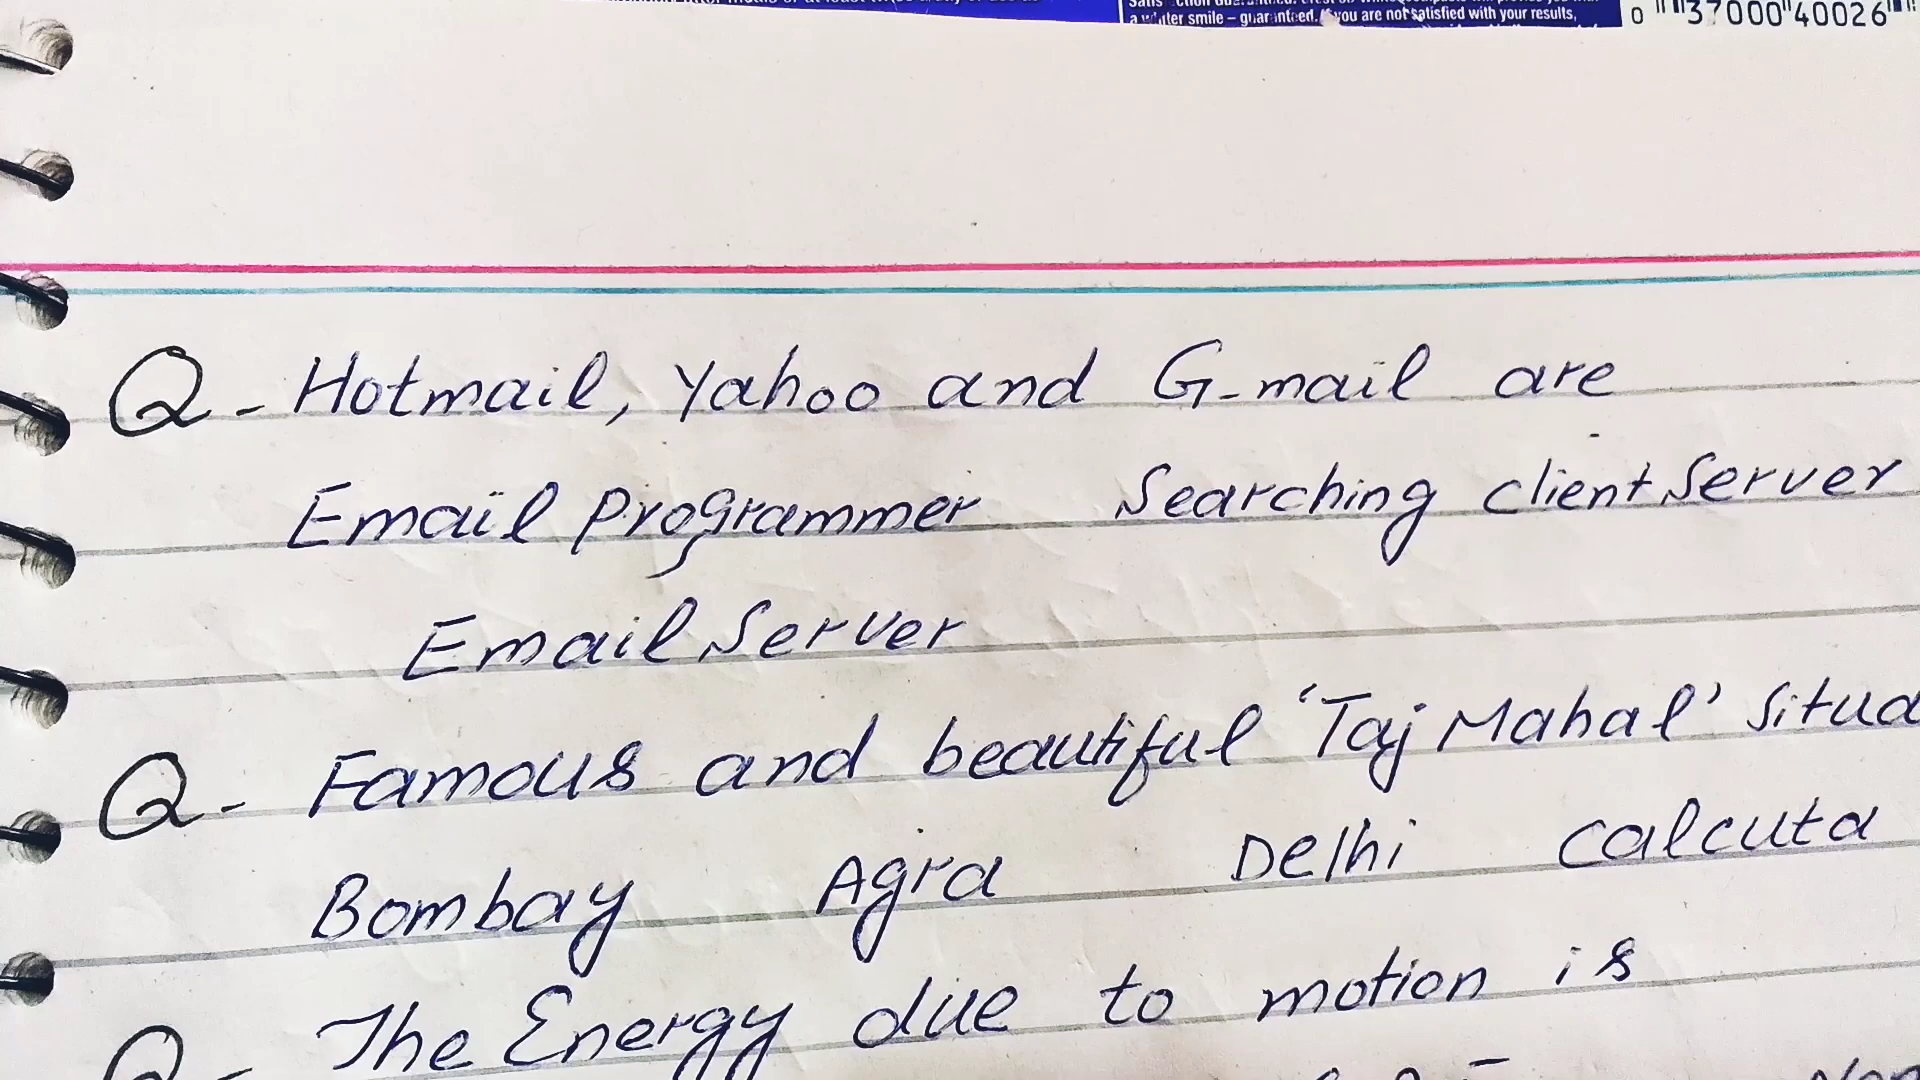 a whiter smile – guaranteed. If you are not satisfied with your results,
0 37000 40026
Q - Hotmail, Yahoo and G-mail are
Email Programmer Searching client Server
Email Server
Q - Famous and beautiful 'Taj Mahal' Situa
Bombay Agra Delhi Calcuta
Q - The Energy due to motion is